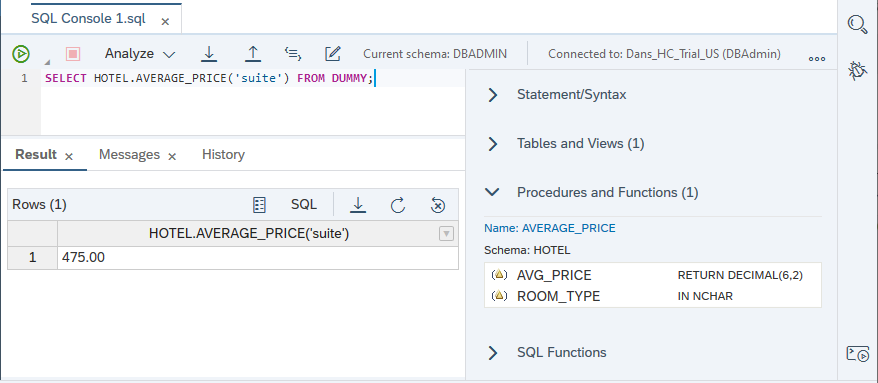 SQL Console 1.sql ×
Analyze
Current schema: DBADMIN
Connected to: Dans_HC_Trial_US (DBAdmin)
1 SELECT HOTEL.AVERAGE_PRICE('suite') FROM DUMMY;
Statement/Syntax
Tables and Views (1)
Procedures and Functions (1)
Name: AVERAGE_PRICE
Schema: HOTEL
AVG_PRICE RETURN DECIMAL(6,2)
ROOM_TYPE IN NCHAR
SQL Functions
Result × Messages × History
Rows (1) SQL
HOTEL.AVERAGE_PRICE('suite')
1 475.00